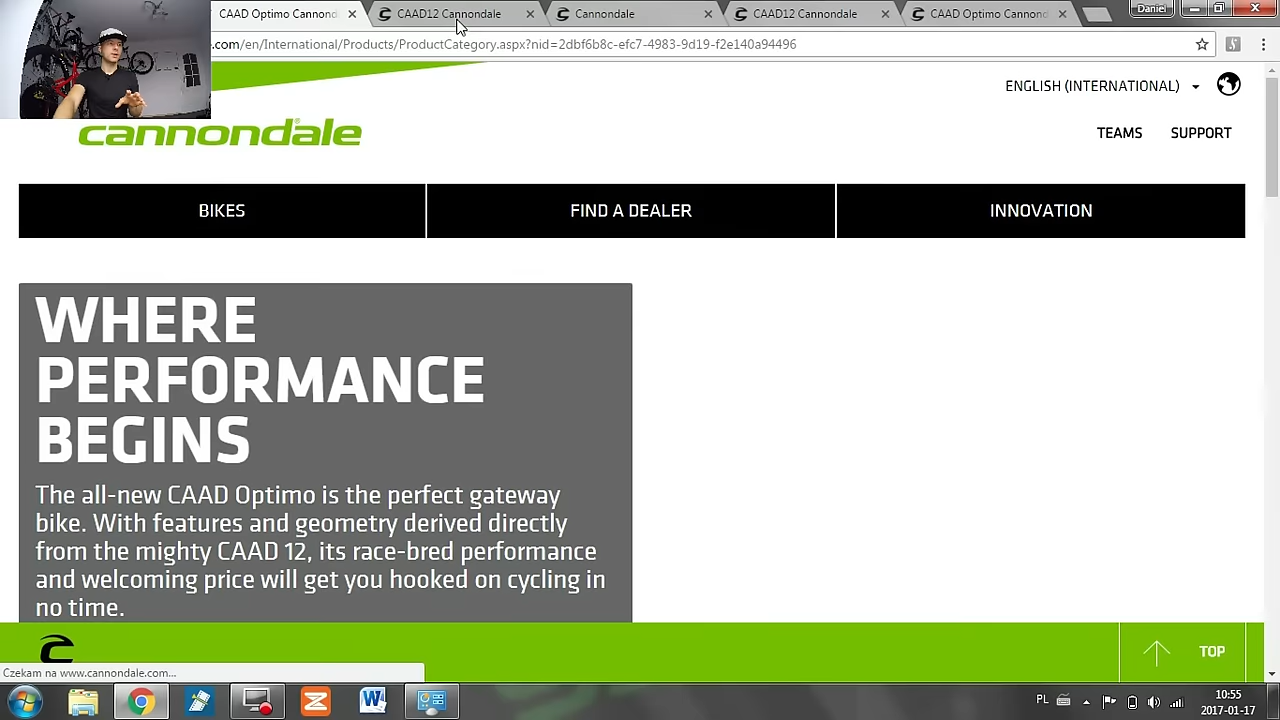 CAAD Optimo Cannond
CAAD12 Cannondale
Cannondale
CAAD12 Cannondale
CAAD Optimo Cannond
Daniel
.com/en/International/Products/ProductCategory.aspx?nid=2dbf6b8c-efc7-4983-9d19-f2e140a94496
ENGLISH (INTERNATIONAL)
cannondale
TEAMS
SUPPORT
BIKES
FIND A DEALER
INNOVATION
WHERE
PERFORMANCE
BEGINS
The all-new CAAD Optimo is the perfect gateway
bike. With features and geometry derived directly
from the mighty CAAD 12, its race-bred performance
and welcoming price will get you hooked on cycling in
no time.
TOP
Czekam na www.cannondale.com...
PL
10:55
2017-01-17